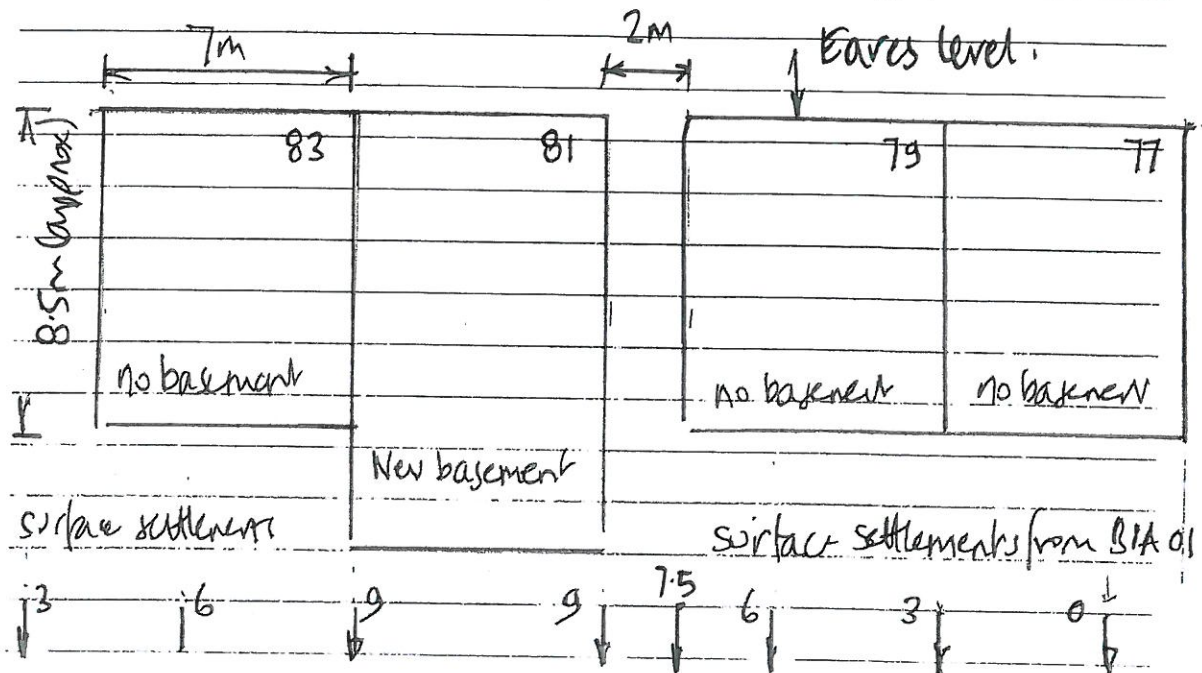 7m 2m Eaves level.
83 81 79 77
8.5m (approx)
no basement no basement no basement
New basement
surface settlements surface settlements from BIA 01
3 6 9 9 7.5 6 3 0